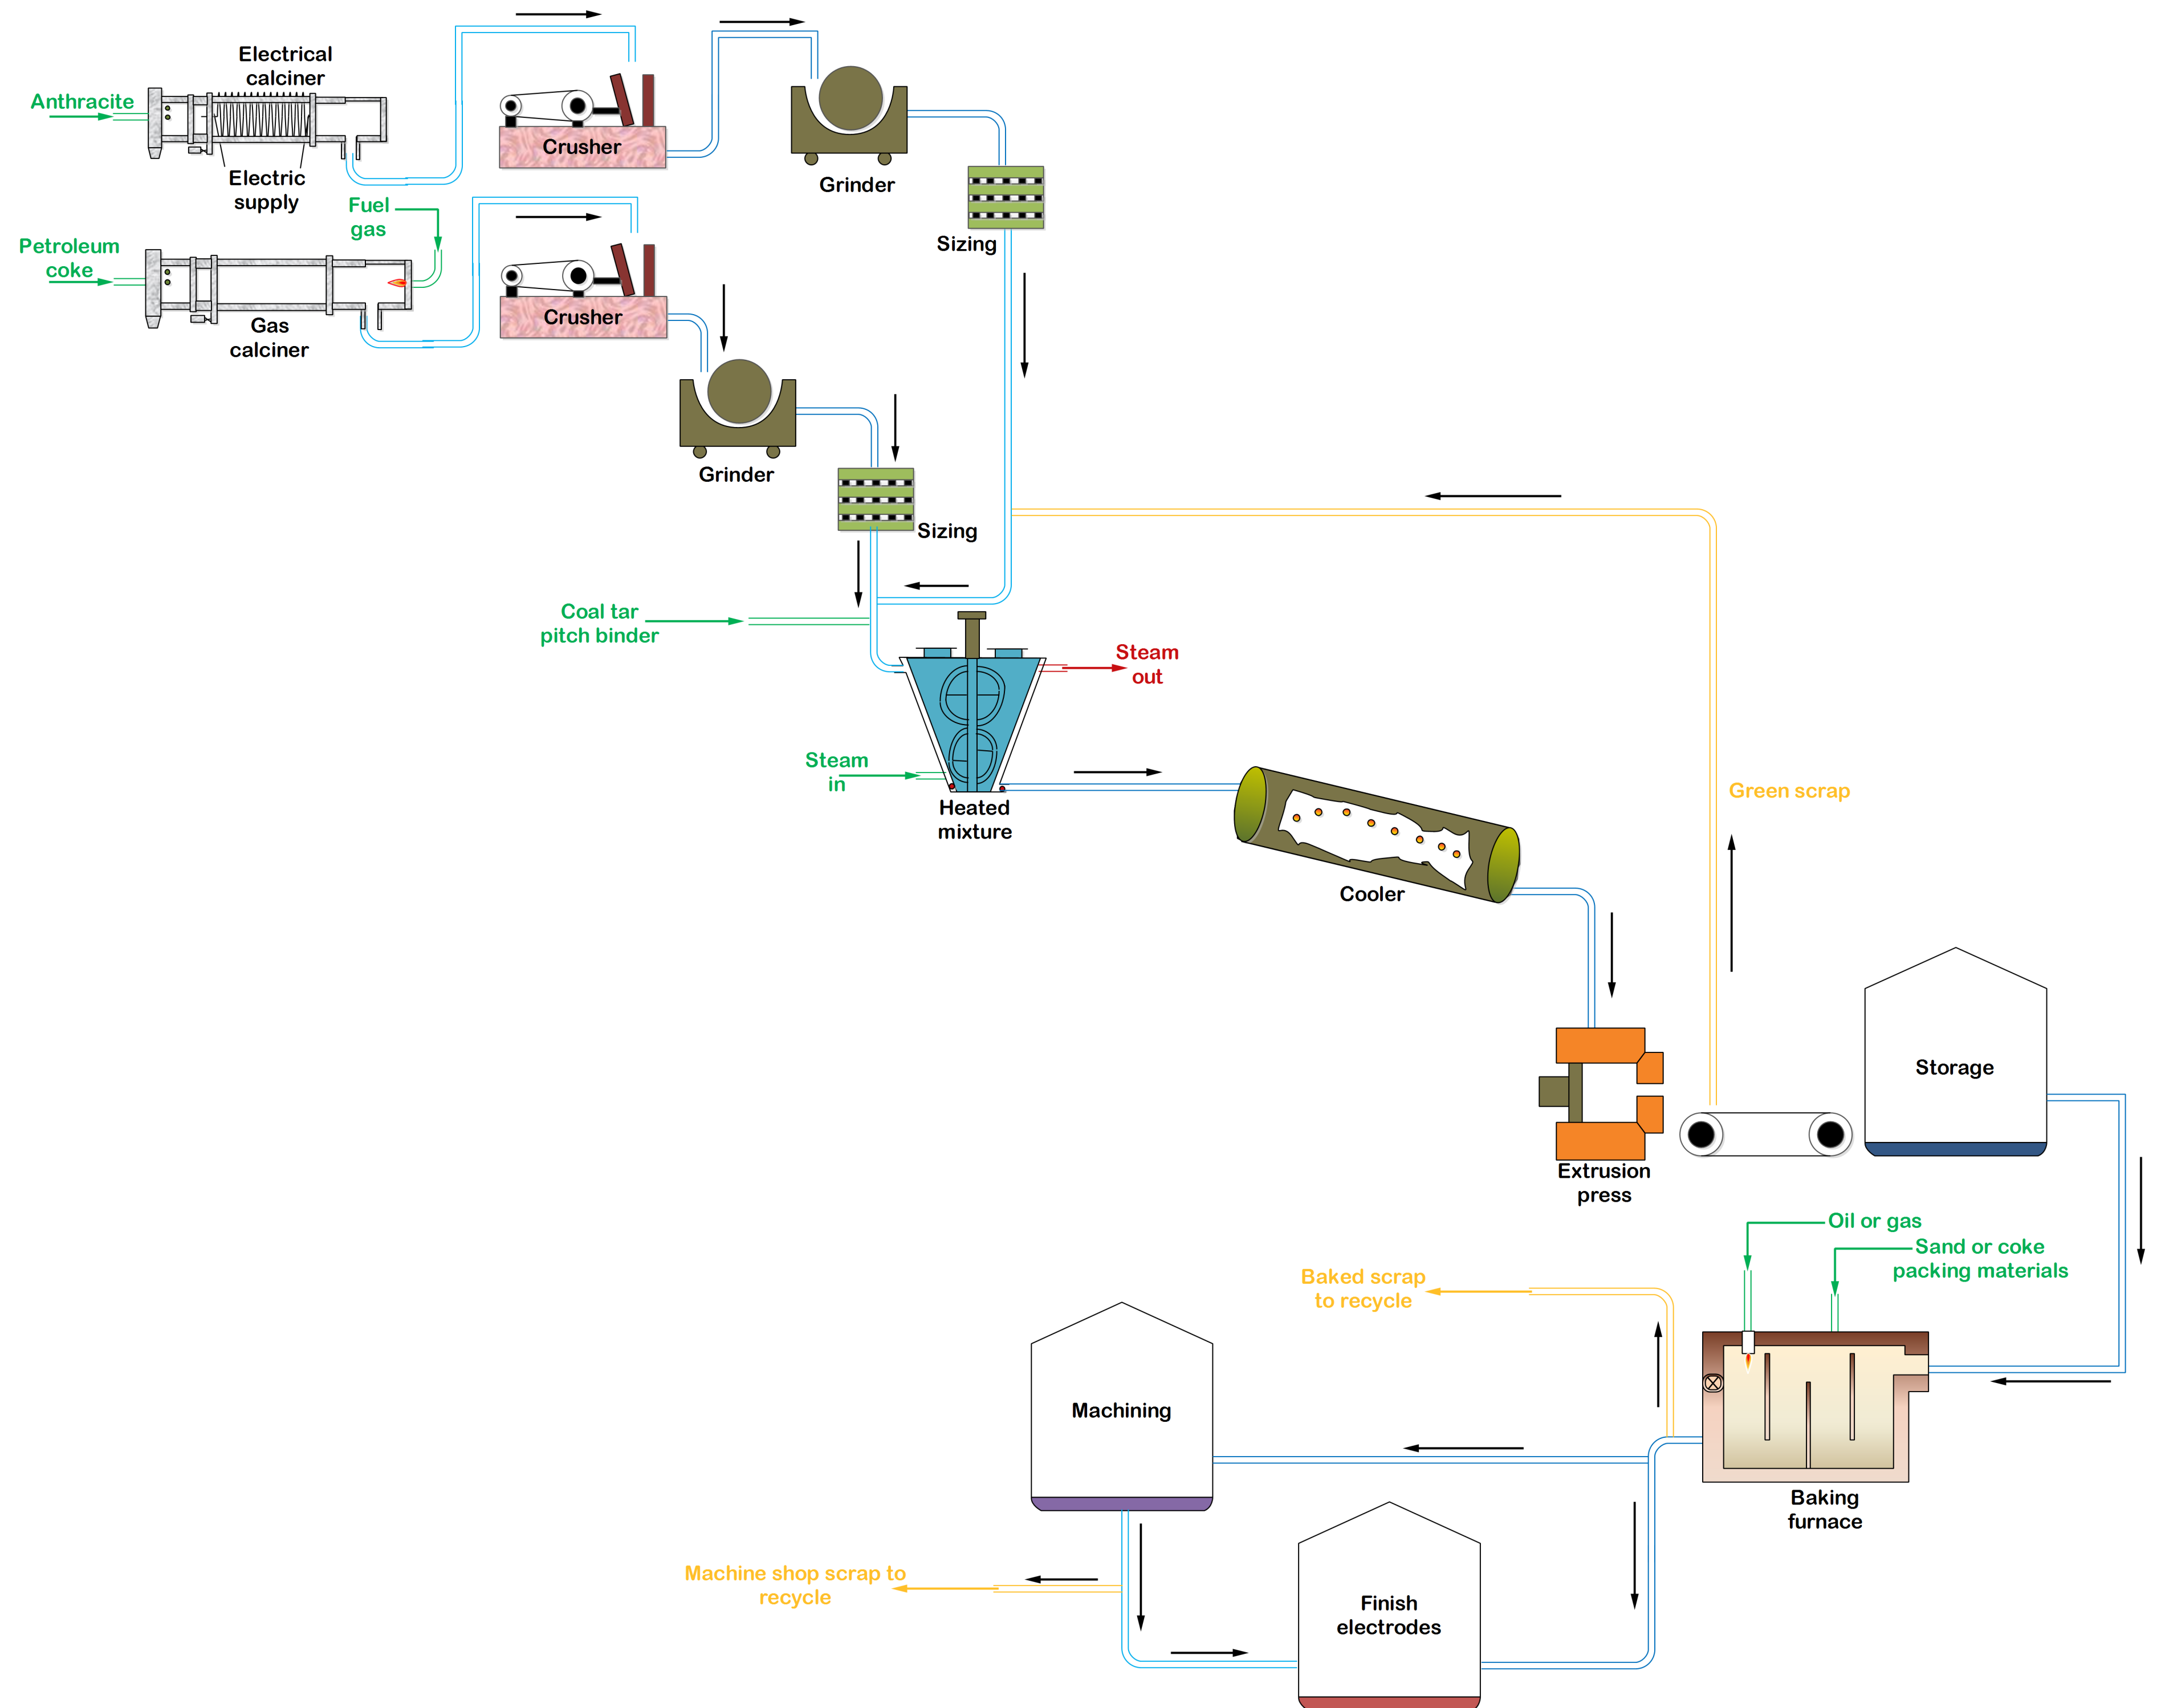 Electrical
calciner
Anthracite
Crusher
Electric
supply
Grinder
Fuel
gas
Sizing
Petroleum
coke
Gas
calciner
Crusher
Grinder
Sizing
Coal tar
pitch binder
Steam
out
Steam
in
Heated
mixture
Green scrap
Cooler
Storage
Extrusion
press
Oil or gas
Sand or coke
packing materials
Baked scrap
to recycle
Machining
Baking
furnace
Machine shop scrap to
recycle
Finish
electrodes